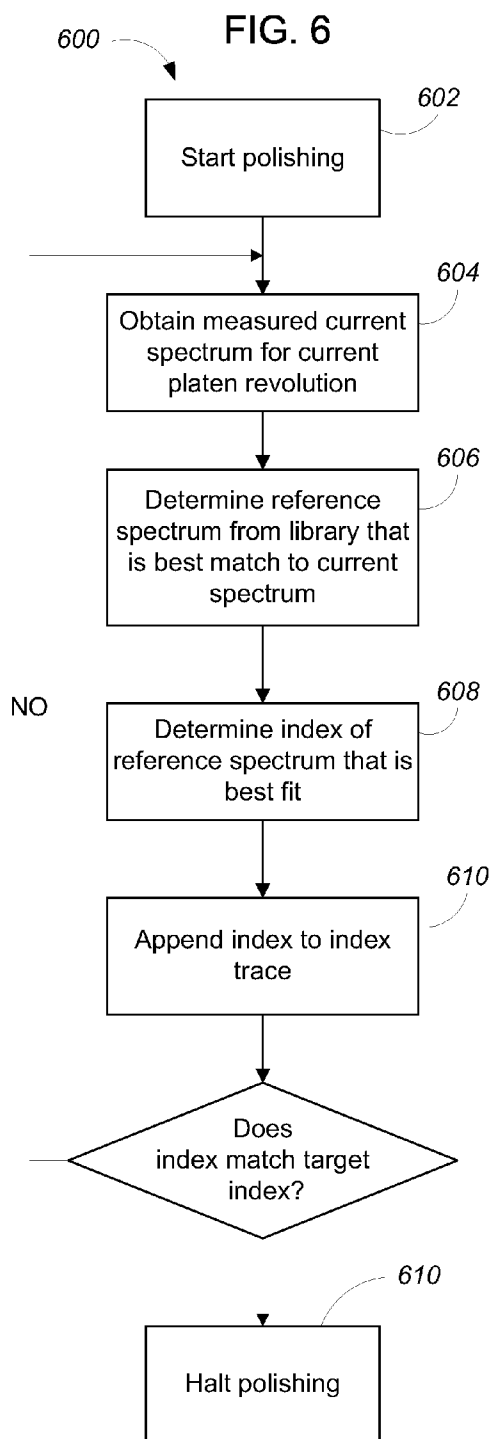 FIG. 6
600
602
Start polishing
604
Obtain measured current
spectrum for current
platen revolution
606
Determine reference
spectrum from library that
is best match to current
spectrum
NO
608
Determine index of
reference spectrum that is
best fit
610
Append index to index
trace
Does
index match target
index?
610
Halt polishing